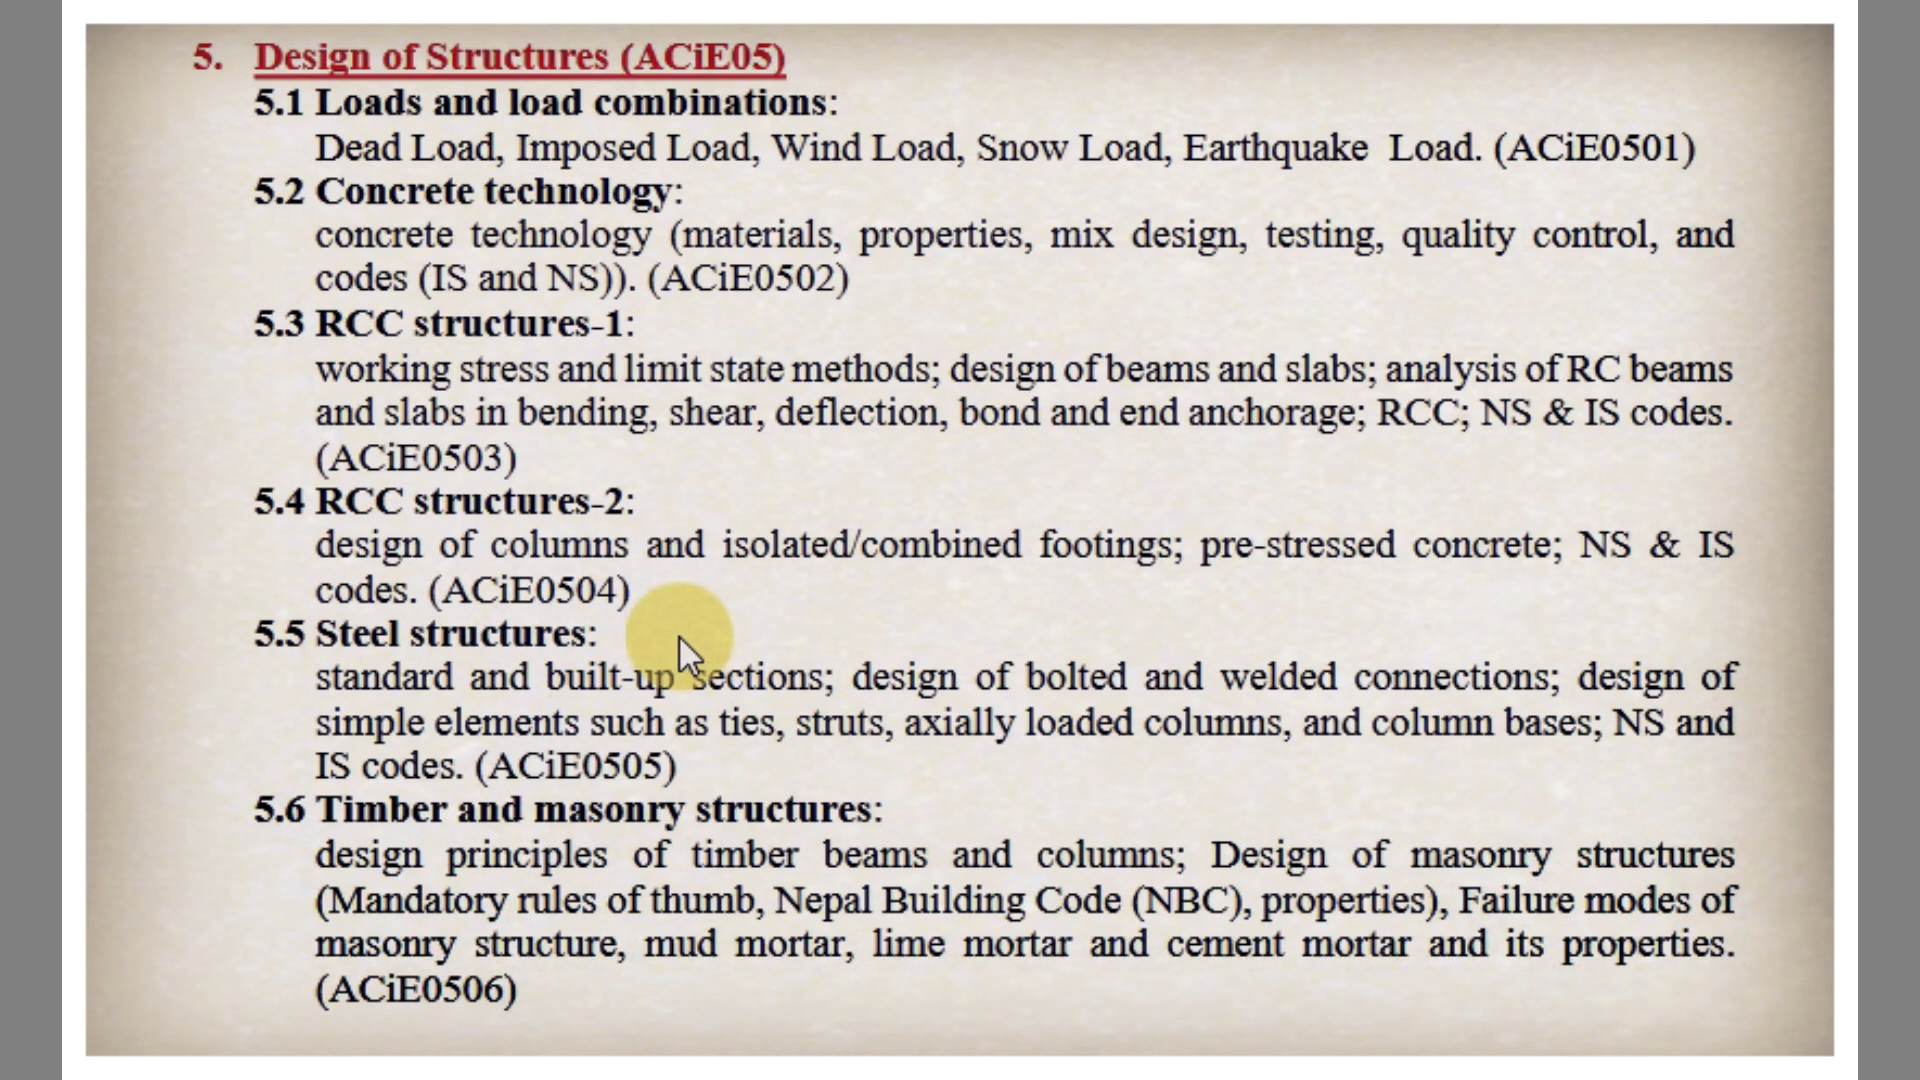 5. Design of Structures (ACiE05)
5.1 Loads and load combinations:
Dead Load, Imposed Load, Wind Load, Snow Load, Earthquake Load. (ACiE0501)
5.2 Concrete technology:
concrete technology (materials, properties, mix design, testing, quality control, and
codes (IS and NS)). (ACiE0502)
5.3 RCC structures-1:
working stress and limit state methods; design of beams and slabs; analysis of RC beams
and slabs in bending, shear, deflection, bond and end anchorage; RCC; NS & IS codes.
(ACiE0503)
5.4 RCC structures-2:
design of columns and isolated/combined footings; pre-stressed concrete; NS & IS
codes. (ACiE0504)
5.5 Steel structures:
standard and built-up sections; design of bolted and welded connections; design of
simple elements such as ties, struts, axially loaded columns, and column bases; NS and
IS codes. (ACiE0505)
5.6 Timber and masonry structures:
design principles of timber beams and columns; Design of masonry structures
(Mandatory rules of thumb, Nepal Building Code (NBC), properties), Failure modes of
masonry structure, mud mortar, lime mortar and cement mortar and its properties.
(ACiE0506)